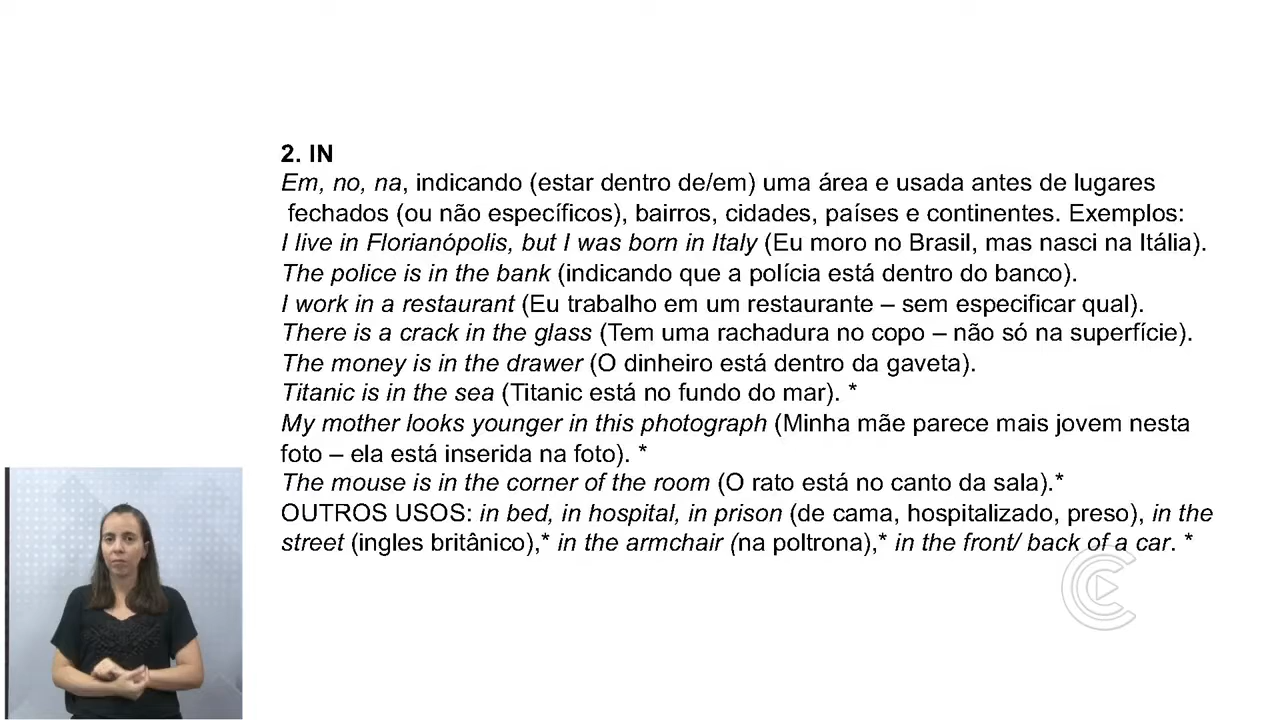 2. IN
Em, no, na, indicando (estar dentro de/em) uma área e usada antes de lugares
fechados (ou não específicos), bairros, cidades, países e continentes. Exemplos:
I live in Florianópolis, but I was born in Italy (Eu moro no Brasil, mas nasci na Itália).
The police is in the bank (indicando que a polícia está dentro do banco).
I work in a restaurant (Eu trabalho em um restaurante – sem especificar qual).
There is a crack in the glass (Tem uma rachadura no copo – não só na superfície).
The money is in the drawer (O dinheiro está dentro da gaveta).
Titanic is in the sea (Titanic está no fundo do mar). *
My mother looks younger in this photograph (Minha mãe parece mais jovem nesta
foto – ela está inserida na foto). *
The mouse is in the corner of the room (O rato está no canto da sala).*
OUTROS USOS: in bed, in hospital, in prison (de cama, hospitalizado, preso), in the
street (ingles britânico),* in the armchair (na poltrona),* in the front/ back of a car. *